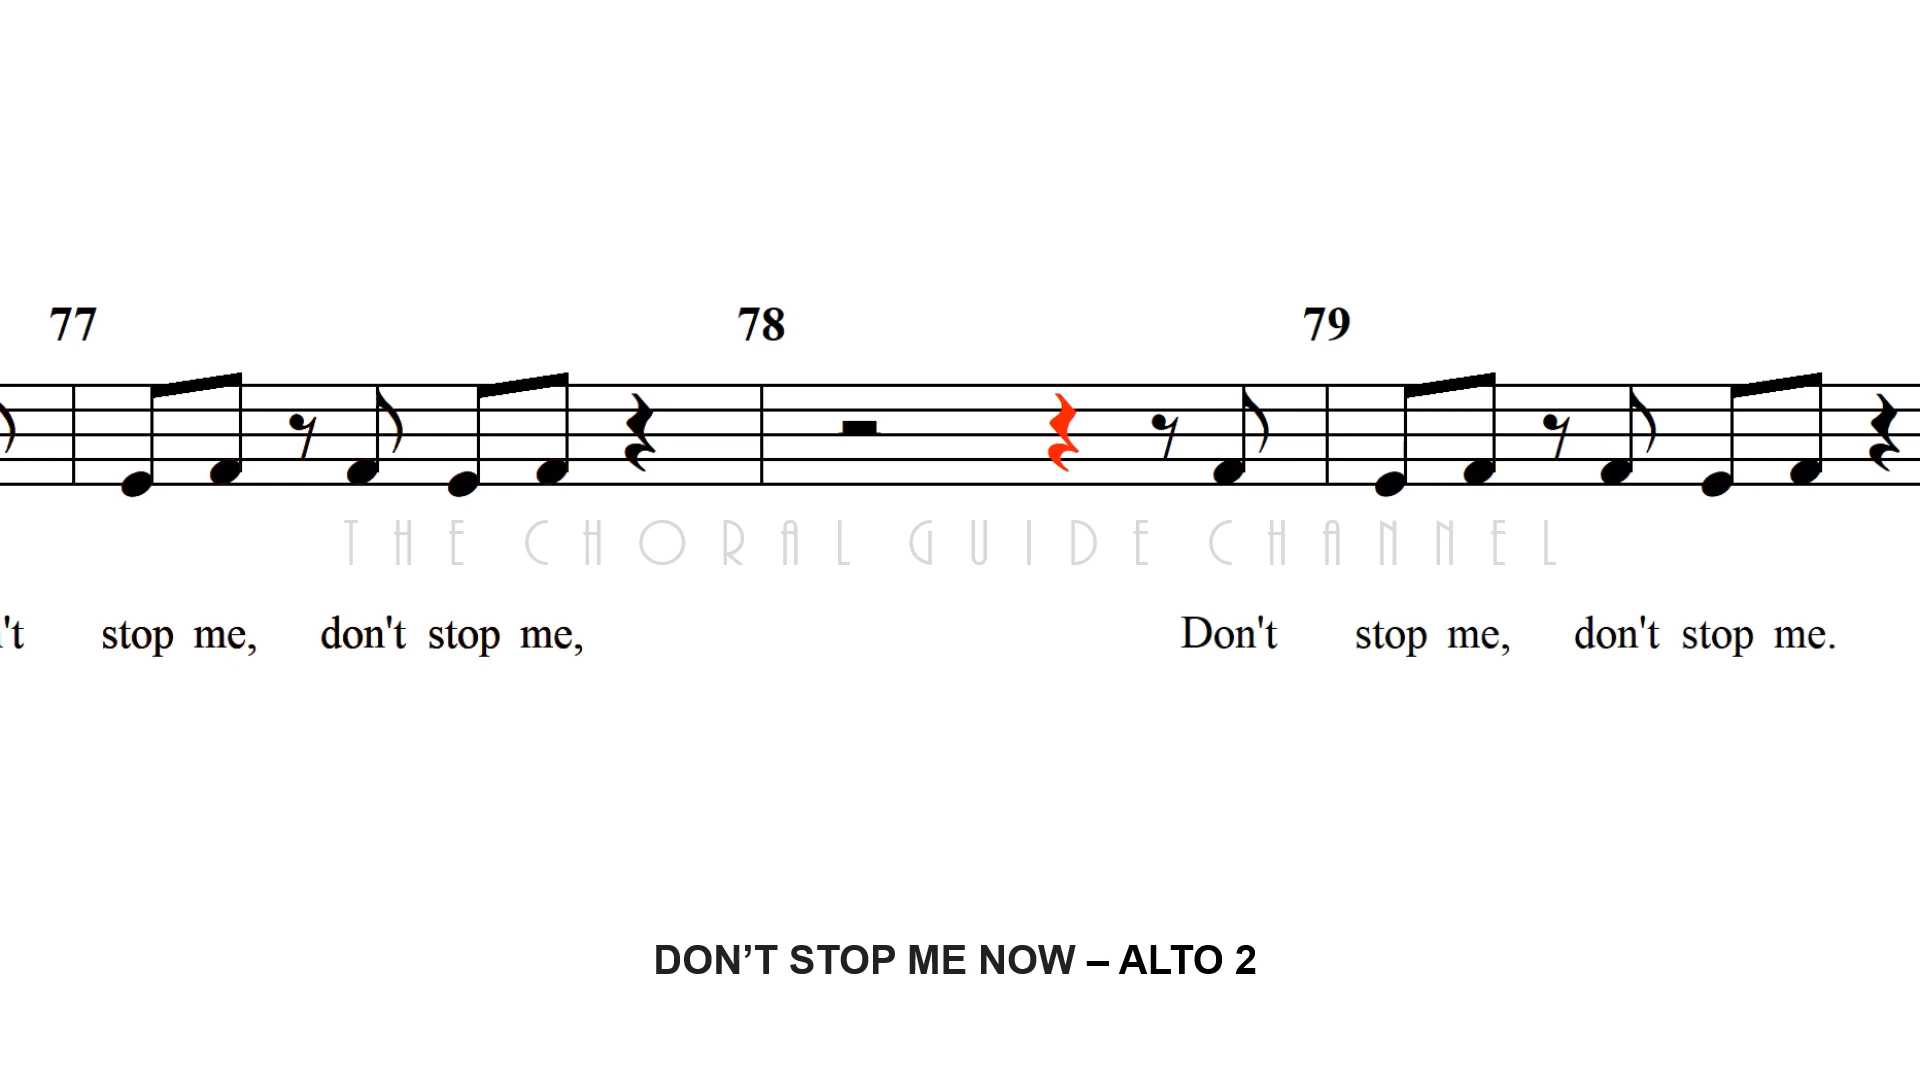 77 78 79
THE CHORAL GUIDE CHANNEL
't stop me, don't stop me, Don't stop me, don't stop me.
DON’T STOP ME NOW – ALTO 2